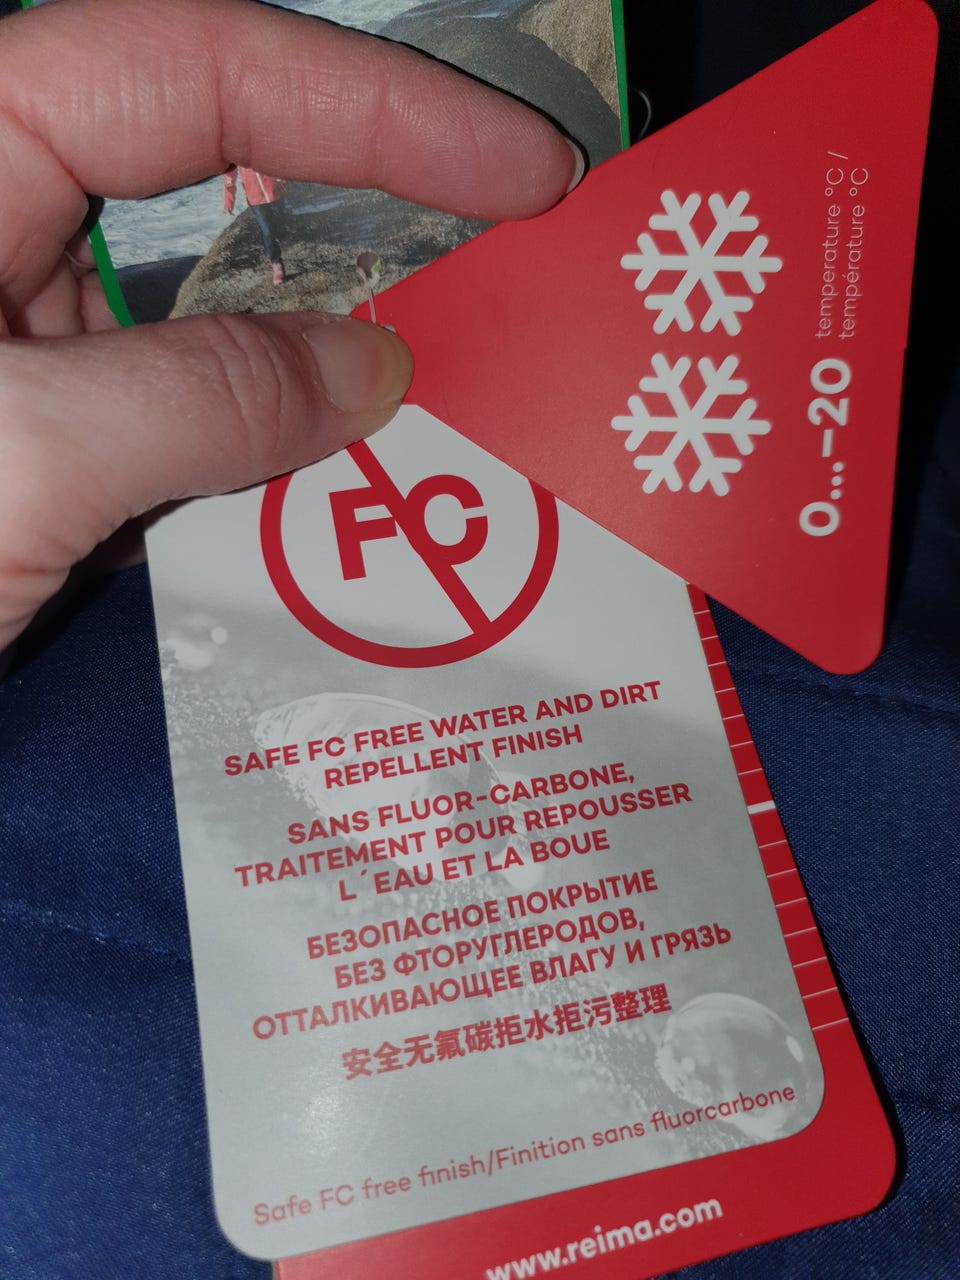 temperature °C /
température °C
0...-20
FC
SAFE FC FREE WATER AND DIRT
REPELLENT FINISH
SANS FLUOR-CARBONE,
TRAITEMENT POUR REPOUSSER
L´EAU ET LA BOUE
БЕЗОПАСНОЕ ПОКРЫТИЕ
БЕЗ ФТОРУГЛЕРОДОВ,
ОТТАЛКИВАЮЩЕЕ ВЛАГУ И ГРЯЗЬ
安全无氟碳拒水拒污整理
Safe FC free finish/Finition sans fluorcarbone
www.reima.com